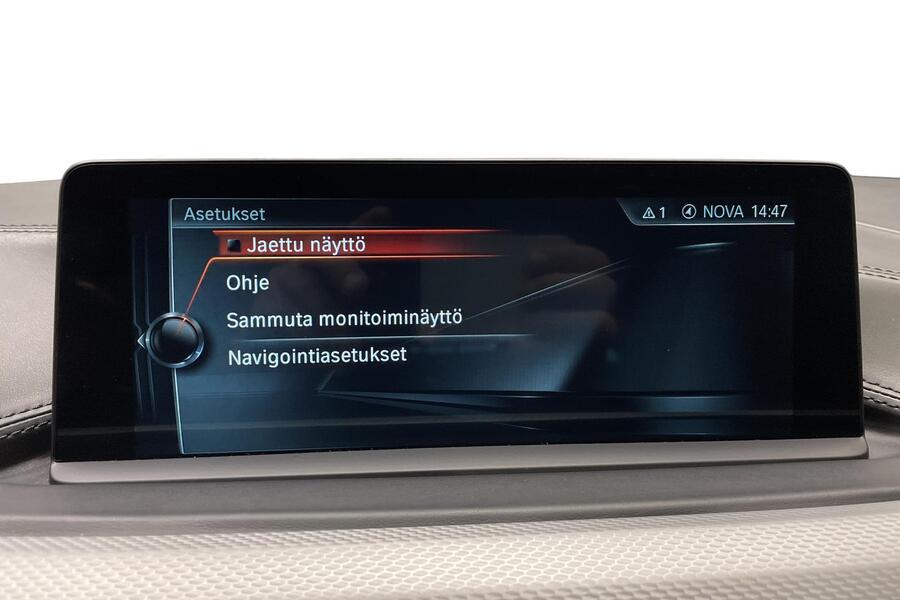 Asetukset
1 NOVA 14:47
Jaettu näyttö
Ohje
Sammuta monitoiminäyttö
Navigointiasetukset